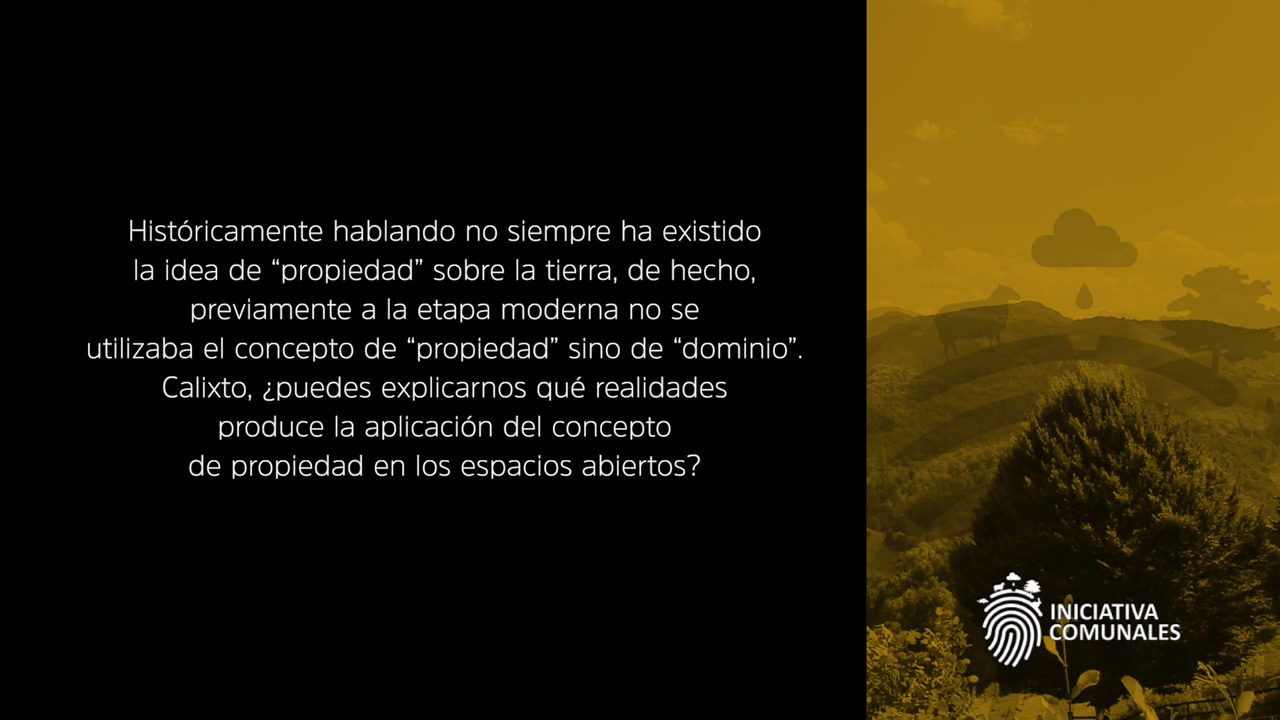 Históricamente hablando no siempre ha existido
la idea de “propiedad” sobre la tierra, de hecho,
previamente a la etapa moderna no se
utilizaba el concepto de “propiedad” sino de “dominio”.
Calixto, ¿puedes explicarnos qué realidades
produce la aplicación del concepto
de propiedad en los espacios abiertos?
INICIATIVA
COMUNALES